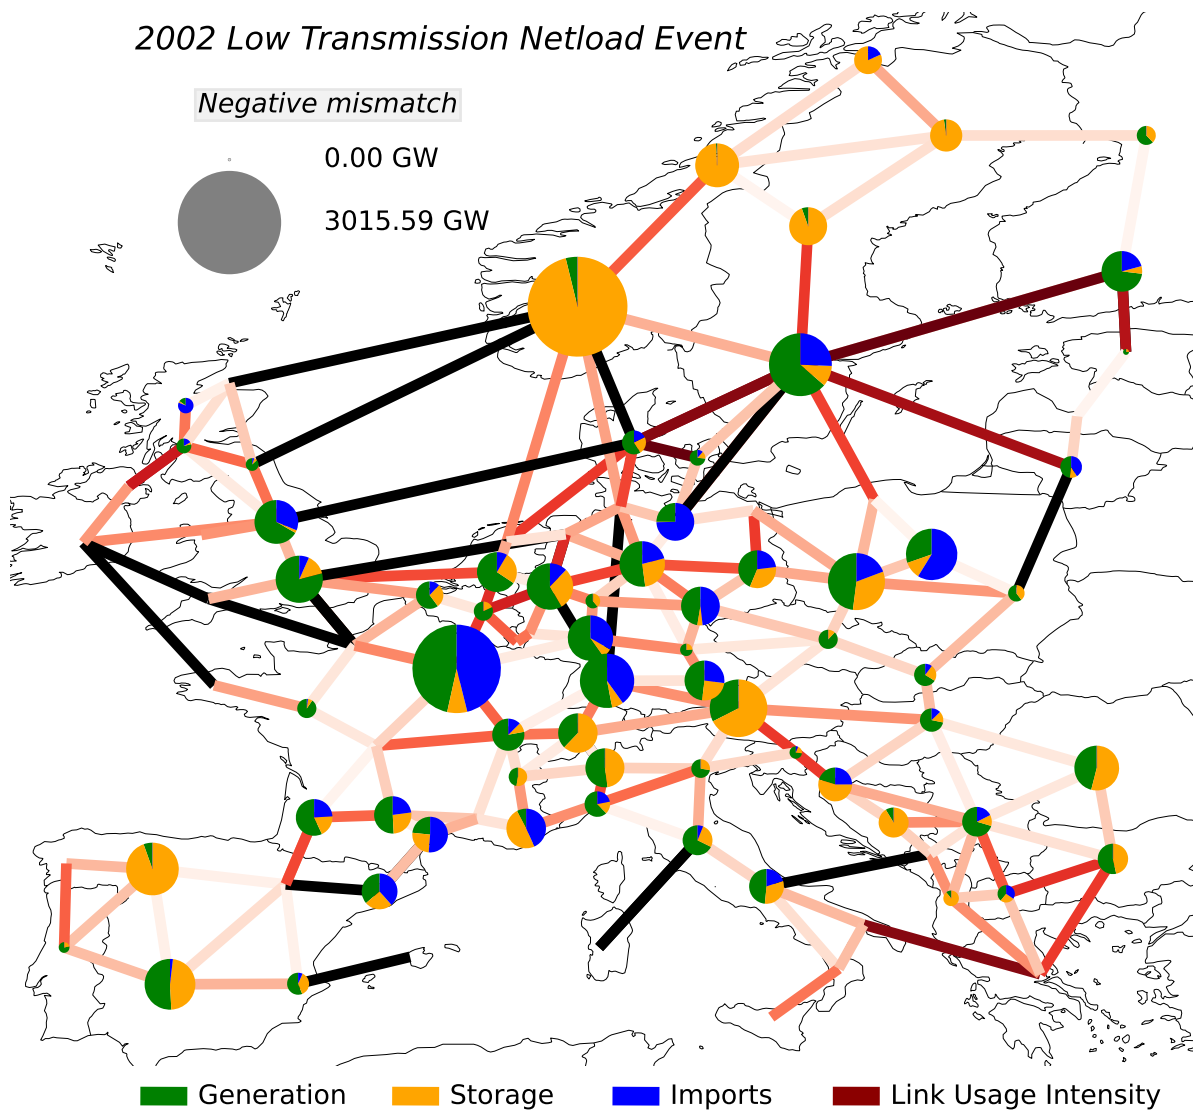 2002 Low Transmission Netload Event
Negative mismatch
0.00 GW
3015.59 GW
Generation Storage Imports Link Usage Intensity